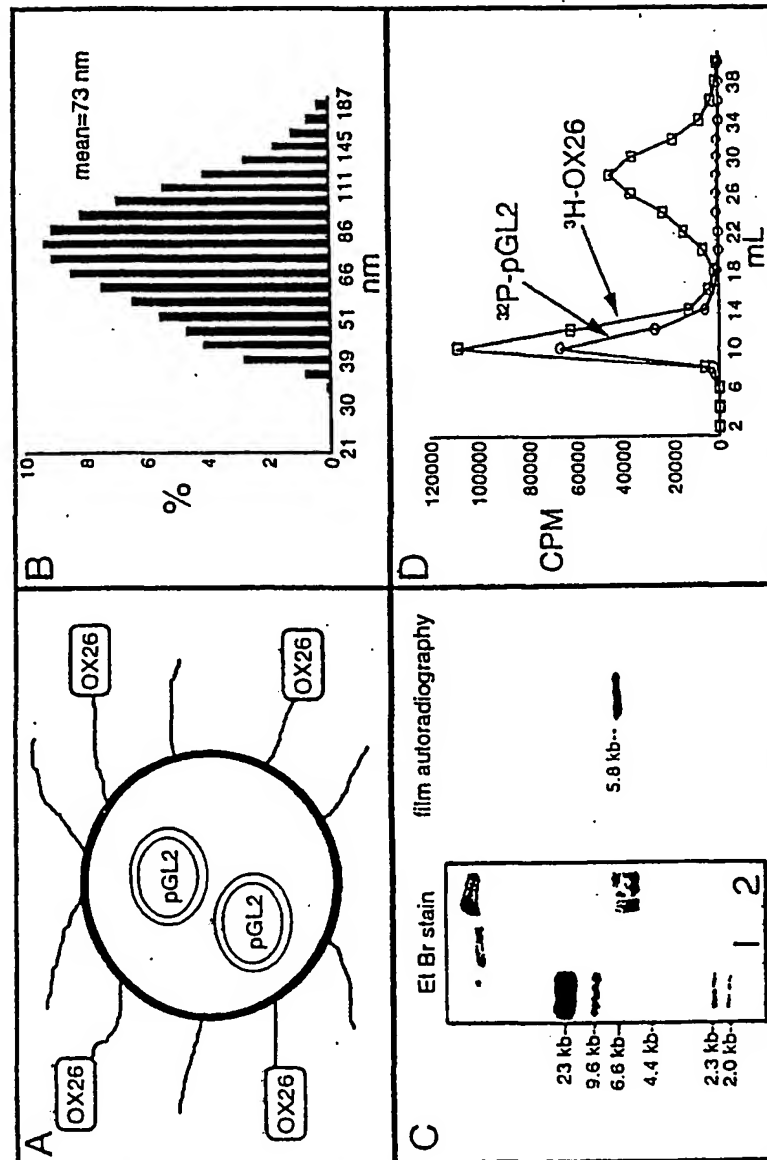 A
OX26
OX26
OX26
OX26
pGL2
pGL2
B
mean=73 nm
%
10
8
6
4
2
0
21 30 39 51 66 86 111 145 187
nm
C
Et Br stain
film autoradiography
23 kb
9.6 kb
6.6 kb
4.4 kb
2.3 kb
2.0 kb
1 2
5.8 kb
D
CPM
120000
100000
80000
60000
40000
20000
0
³²P-pGL2
³H-OX26
2 6 10 14 18 22 26 30 34 38
mL